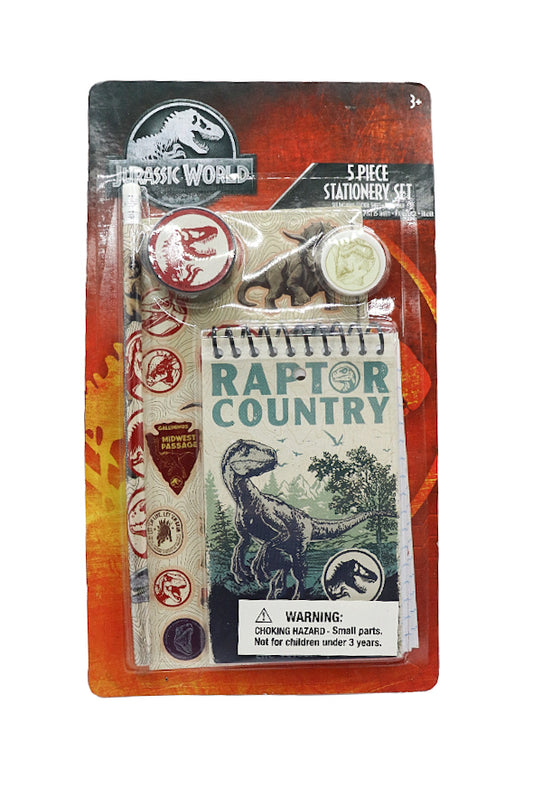 3+
JURASSIC WORLD
5 PIECE
STATIONERY SET
RAPTOR
COUNTRY
GALLIMIMUS
MIDWEST
PASSAGE
WARNING:
CHOKING HAZARD - Small parts.
Not for children under 3 years.